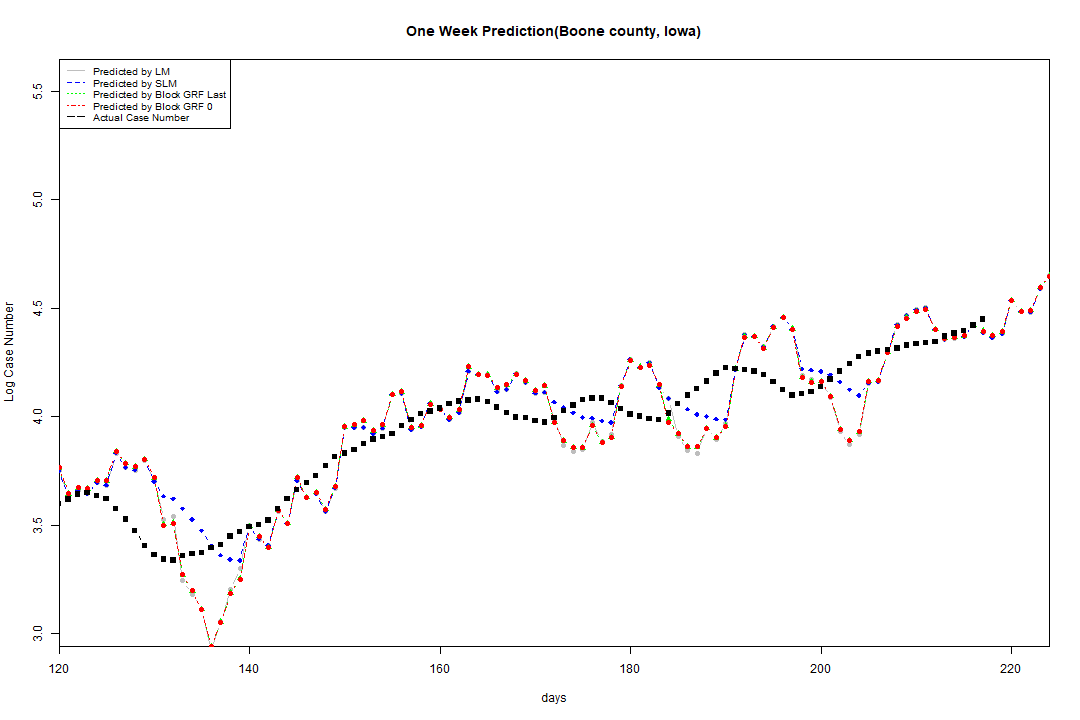 One Week Prediction(Boone county, Iowa)
Predicted by LM
Predicted by SLM
Predicted by Block GRF Last
Predicted by Block GRF 0
Actual Case Number
5.5
5.0
4.5
4.0
3.5
3.0
Log Case Number
120 140 160 180 200 220
days